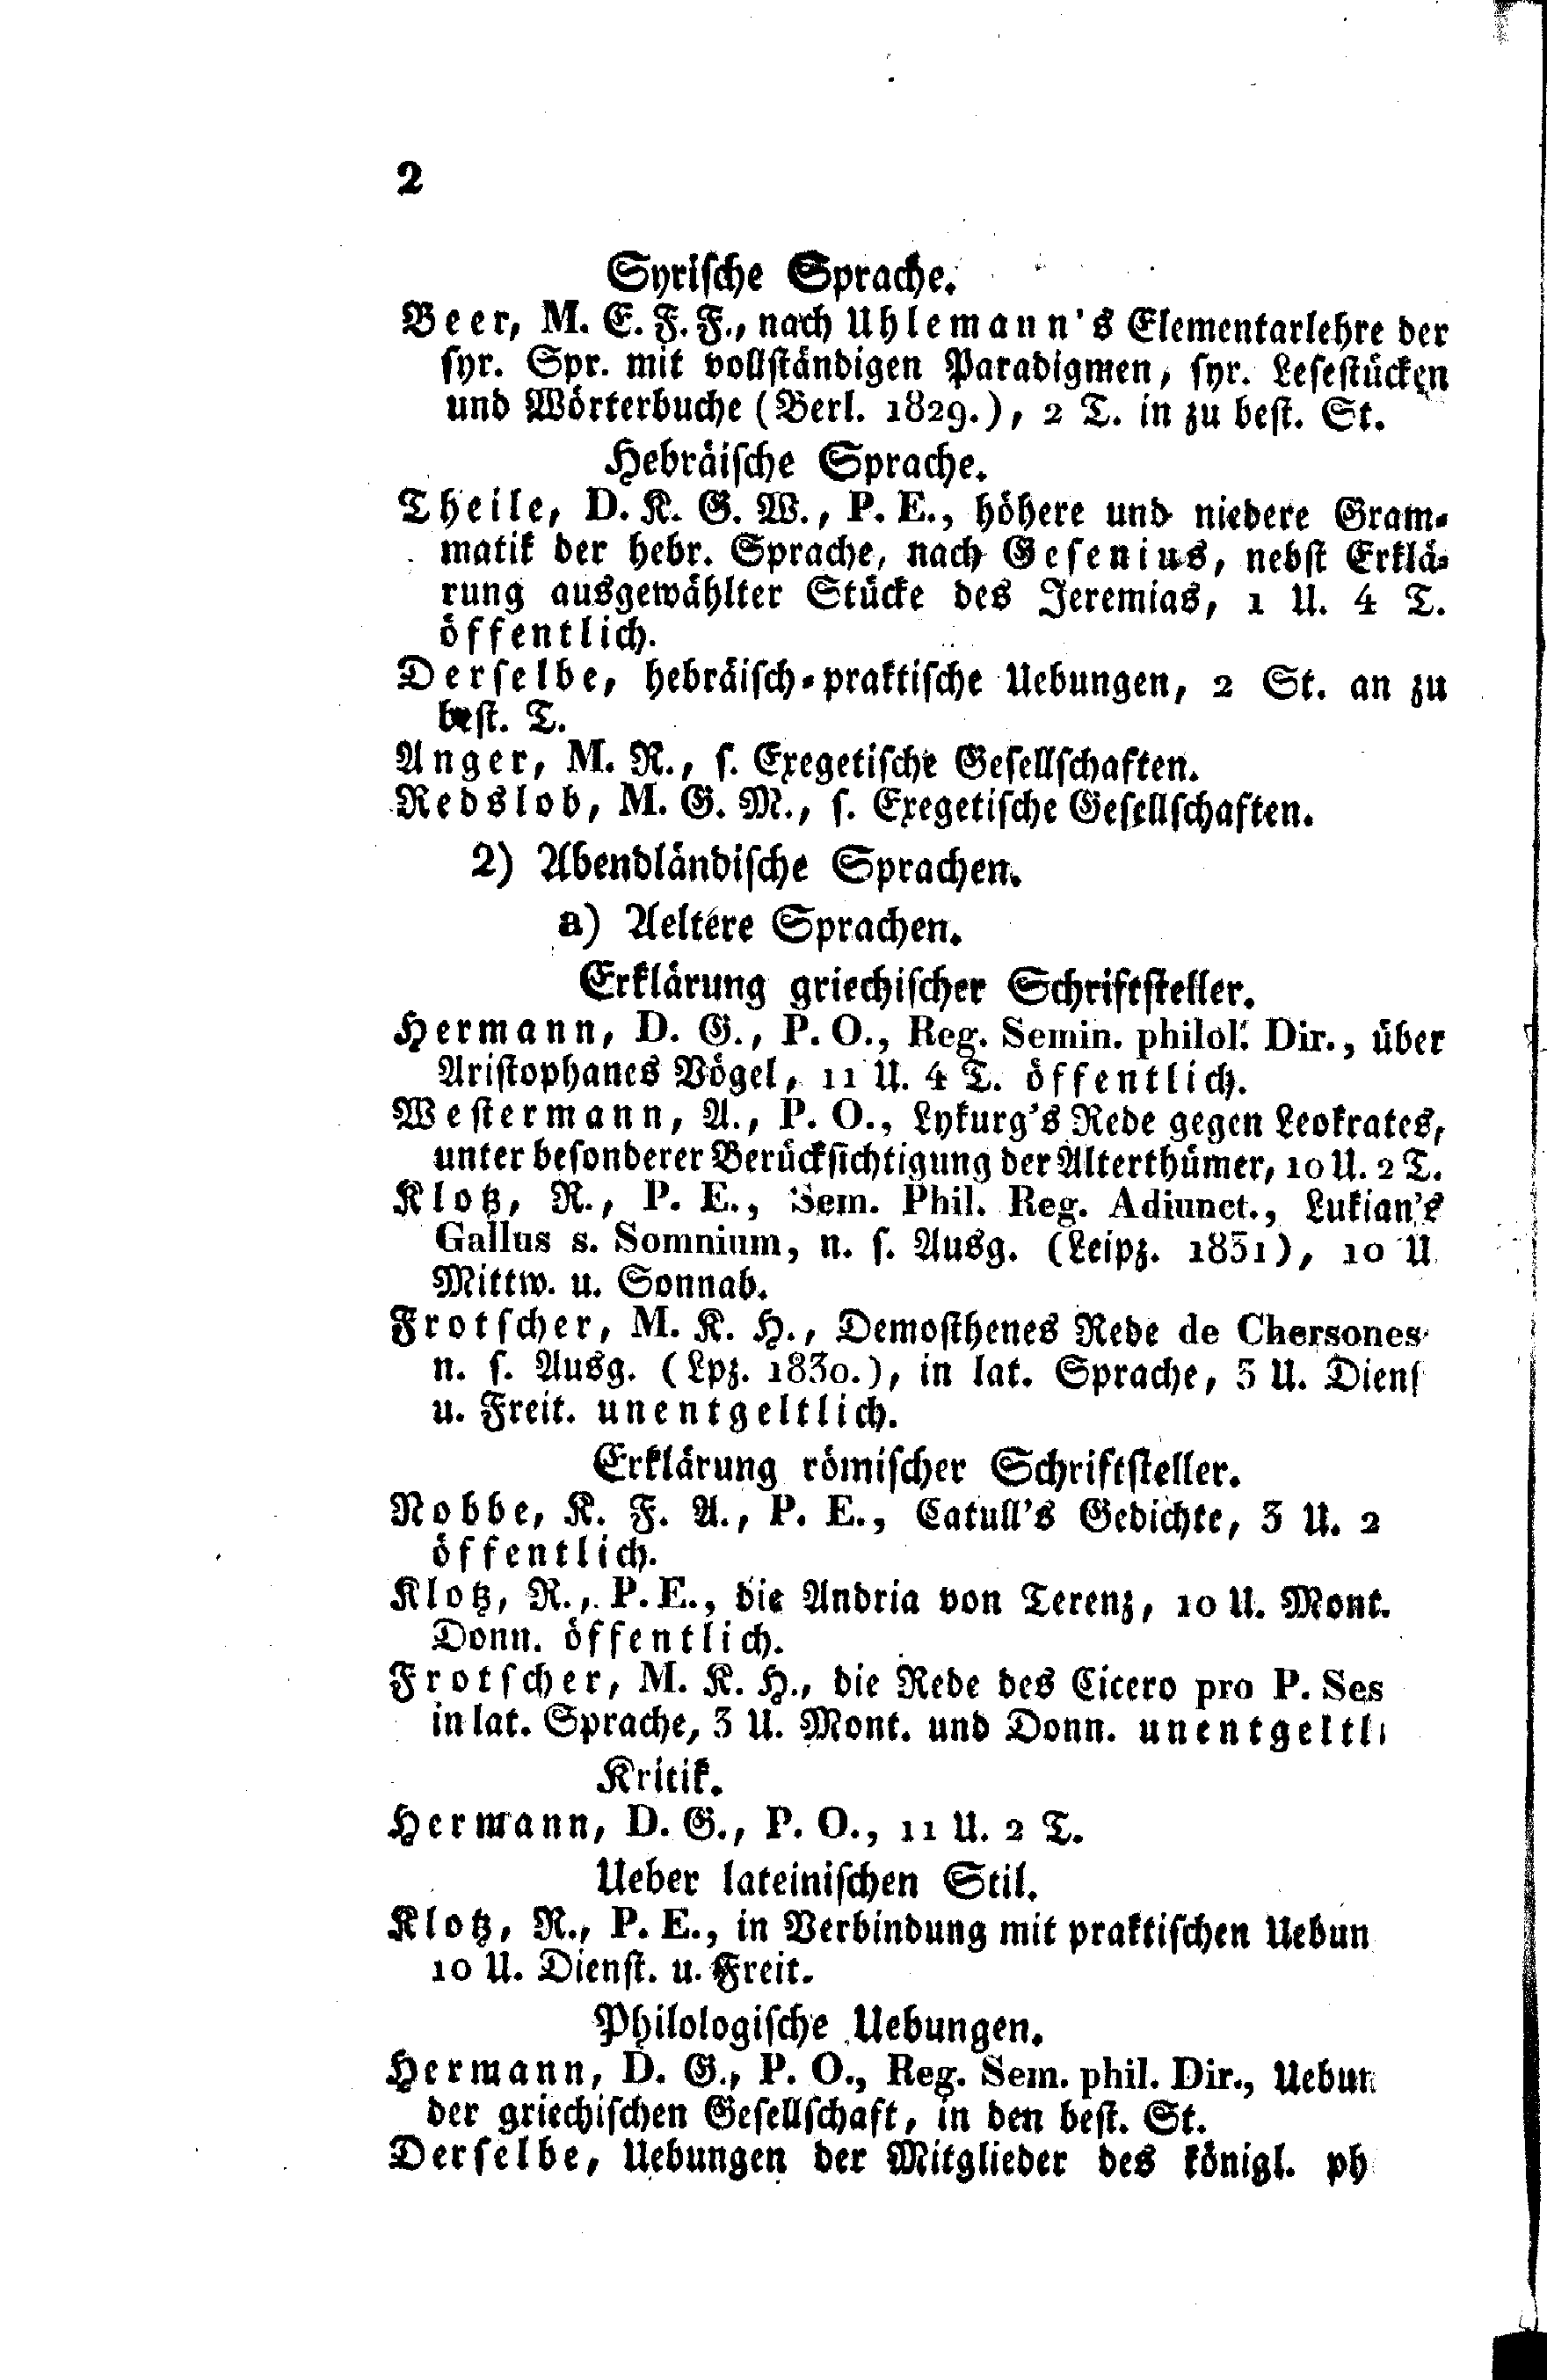 2
Syrische Sprache.
Beer, M. E. F. F., nach Uhlemann's Elementarlehre der
syr. Spr. mit vollständigen Paradigmen, syr. Lesestücken
und Wörterbuche (Berl. 1829.), 2 T. in zu best. St.
Hebräische Sprache.
Theile, D. K. G. W., P. E., höhere und niedere Gram-
matik der hebr. Sprache, nach Gesenius, nebst Erklä-
rung ausgewählter Stücke des Jeremias, 1 U. 4 T.
öffentlich.
Derselbe, hebräisch-praktische Uebungen, 2 St. an zu
best. T.
Anger, M. R., s. Exegetische Gesellschaften.
Redslob, M. G. M., s. Exegetische Gesellschaften.
2) Abendländische Sprachen.
a) Aeltere Sprachen.
Erklärung griechischer Schriftsteller.
Hermann, D. G., P. O., Reg. Semin. philol. Dir., über
Aristophanes Vögel, 11 U. 4 T. öffentlich.
Westermann, A., P. O., Lykurg's Rede gegen Leokrates,
unter besonderer Berücksichtigung der Alterthümer, 10 U. 2 T.
Klotz, R., P. E., Sem. Phil. Reg. Adiunct., Lukian's
Gallus s. Somnium, n. s. Ausg. (Leipz. 1831), 10 U
Mittw. u. Sonnab.
Frotscher, M. K. H., Demosthenes Rede de Chersones
n. s. Ausg. (Lpz. 1830.), in lat. Sprache, 3 U. Diens
u. Freit. unentgeltlich.
Erklärung römischer Schriftsteller.
Nobbe, K. F. A., P. E., Catull's Gedichte, 3 U. 2
öffentlich.
Klotz, R., P. E., die Andria von Terenz, 10 U. Mont.
Donn. öffentlich.
Frotscher, M. K. H., die Rede des Cicero pro P. Ses
in lat. Sprache, 3 U. Mont. und Donn. unentgeltli
Kritik.
Hermann, D. G., P. O., 11 U. 2 T.
Ueber lateinischen Stil.
Klotz, R., P. E., in Verbindung mit praktischen Uebun
10 U. Dienst. u. Freit.
Philologische Uebungen.
Hermann, D. G., P. O., Reg. Sem. phil. Dir., Uebun
der griechischen Gesellschaft, in den best. St.
Derselbe, Uebungen der Mitglieder des königl. ph